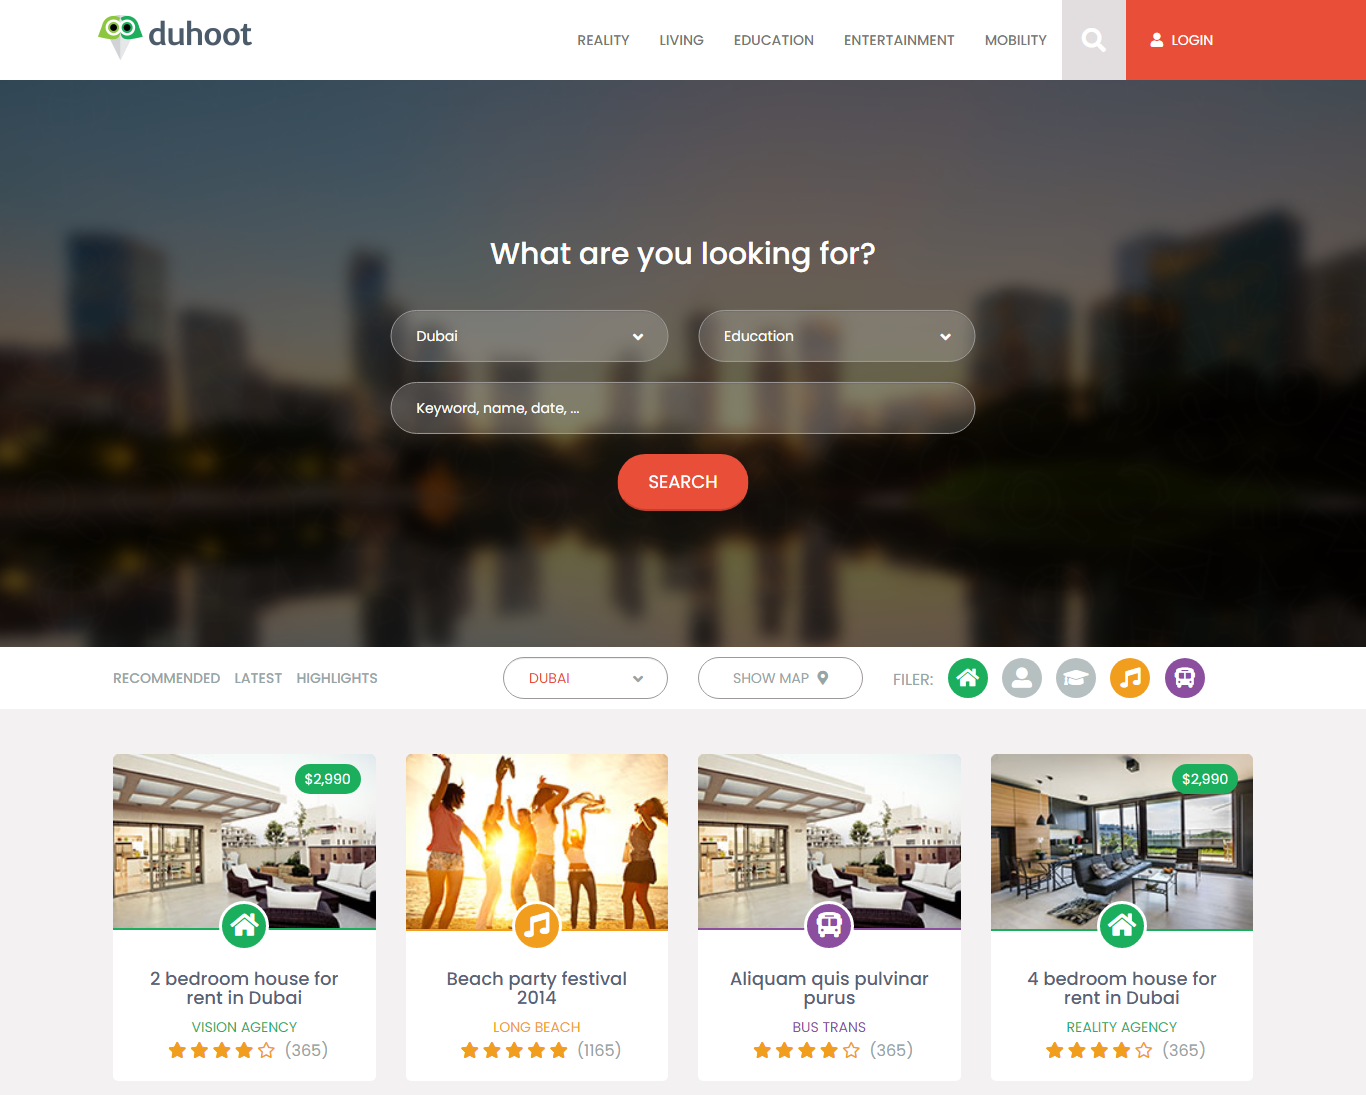 duhoot
REALITY LIVING EDUCATION ENTERTAINMENT MOBILITY LOGIN
What are you looking for?
Dubai Education
Keyword, name, date, ...
SEARCH
RECOMMENDED LATEST HIGHLIGHTS DUBAI SHOW MAP FILER:
$2,990 $2,990
2 bedroom house for
rent in Dubai
VISION AGENCY
(365)
Beach party festival
2014
LONG BEACH
(1165)
Aliquam quis pulvinar
purus
BUS TRANS
(365)
4 bedroom house for
rent in Dubai
REALITY AGENCY
(365)